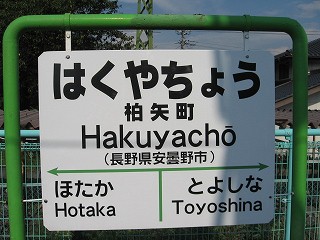 はくやちょう
柏矢町
Hakuyachō
（長野県安曇野市）
ほたか とよしな
Hotaka Toyoshina